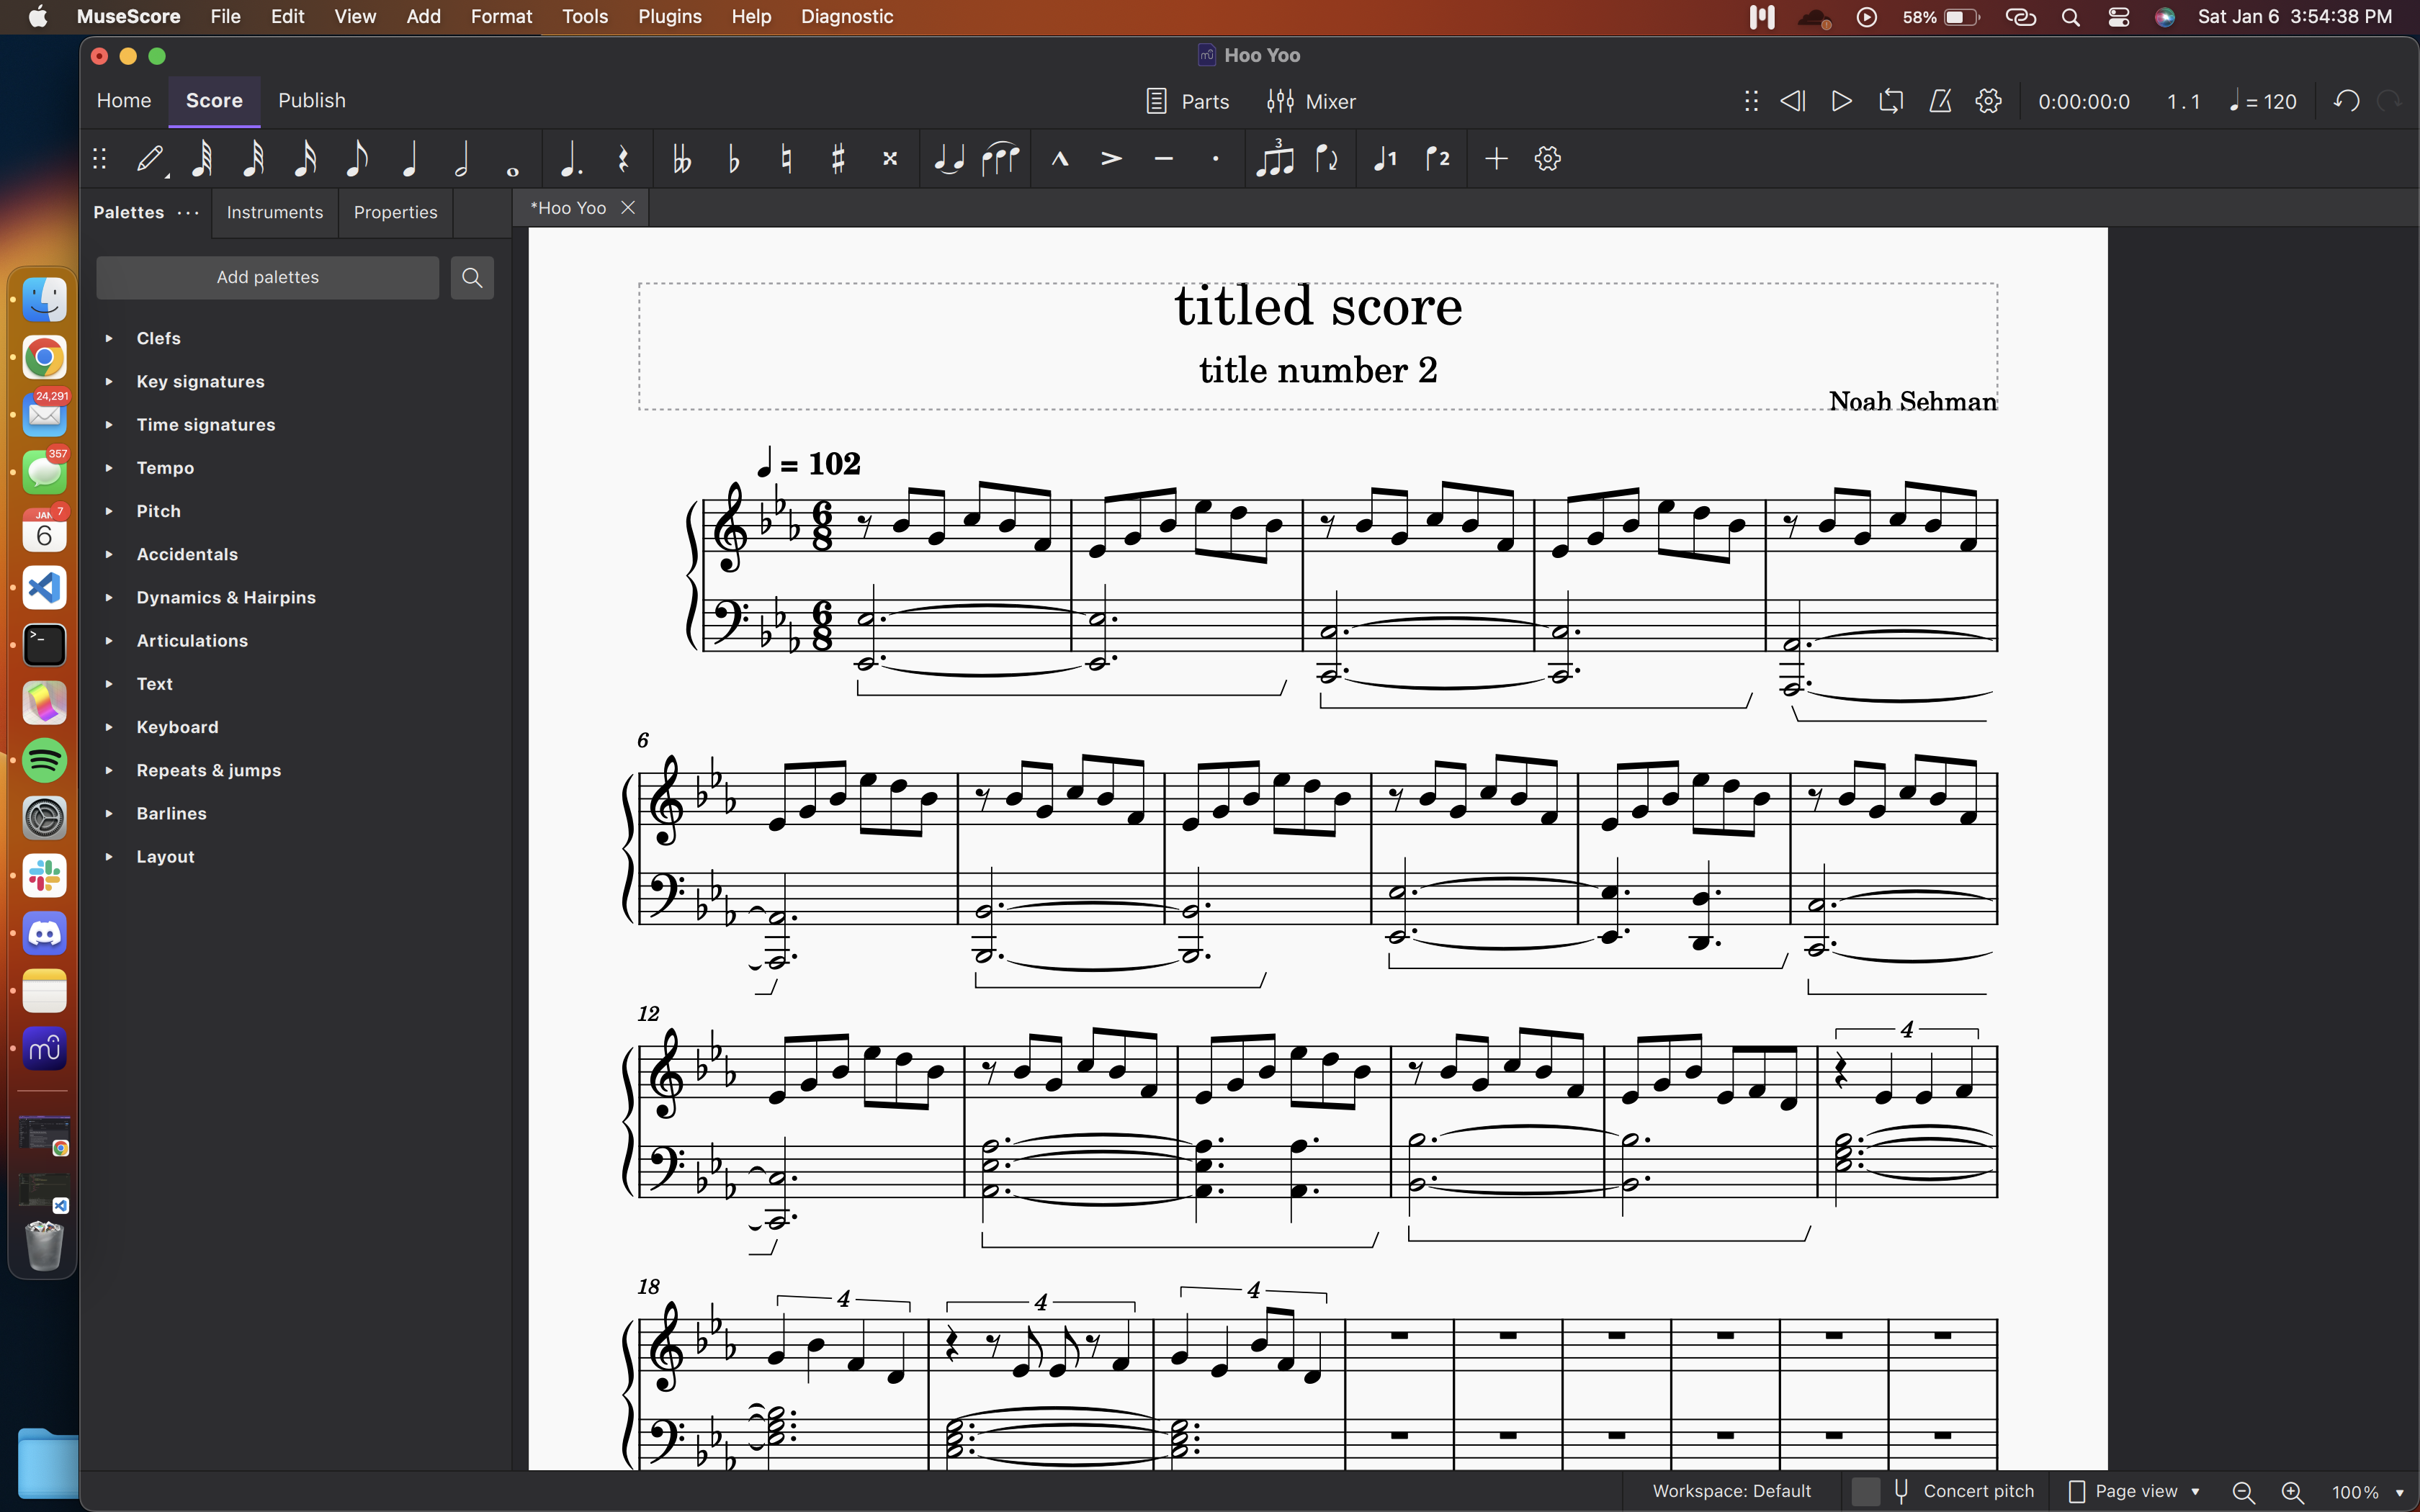 MuseScore File Edit View Add Format Tools Plugins Help Diagnostic 58% Sat Jan 6 3:54:38 PM
Hoo Yoo
Home Score Publish Parts Mixer 0:00:00:0 1.1 = 120
3 1 2
Palettes Instruments Properties *Hoo Yoo
Add palettes
Clefs
Key signatures
Time signatures
Tempo
Pitch
Accidentals
Dynamics & Hairpins
Articulations
Text
Keyboard
Repeats & jumps
Barlines
Layout
24,291
357
JAN 7
6
titled score
title number 2
Noah Sehman
= 102
6
8
6
8
6
12
4
18
4
4
4
Workspace: Default Concert pitch Page view 100%